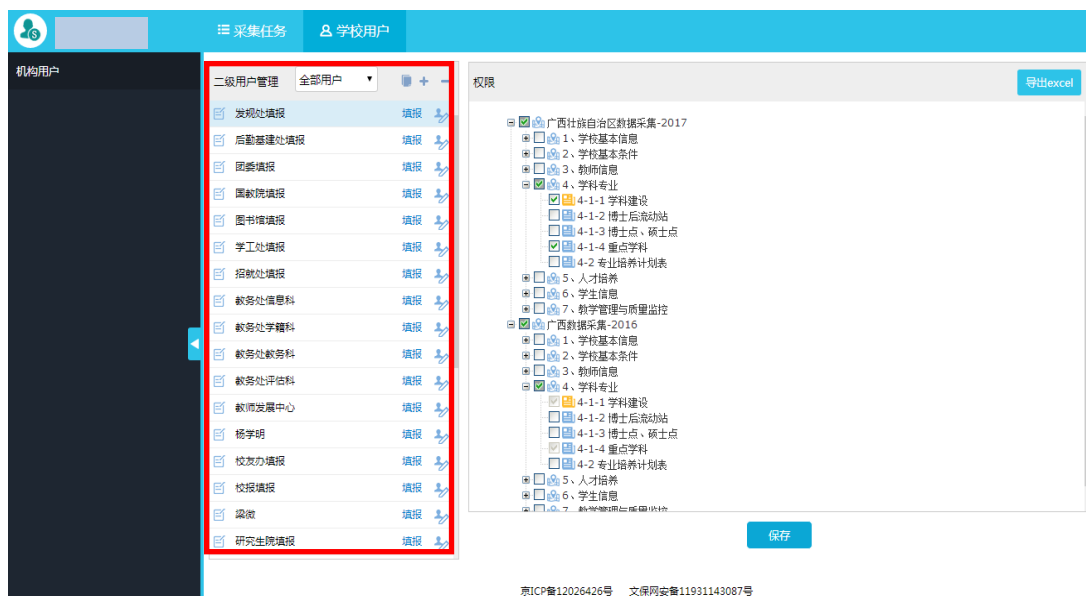 采集任务 学校用户
机构用户
二级用户管理 全部用户
发规处填报 填报
后勤基建处填报 填报
团委填报 填报
国教院填报 填报
图书馆填报 填报
学工处填报 填报
招就处填报 填报
教务处信息科 填报
教务处学籍科 填报
教务处教务科 填报
教务处评估科 填报
教师发展中心 填报
杨学明 填报
校友办填报 填报
校报填报 填报
梁微 填报
研究生院填报 填报
权限 导出excel
广西壮族自治区数据采集-2017
1、学校基本信息
2、学校基本条件
3、教师信息
4、学科专业
4-1-1 学科建设
4-1-2 博士后流动站
4-1-3 博士点、硕士点
4-1-4 重点学科
4-2 专业培养计划表
5、人才培养
6、学生信息
7、教学管理与质量监控
广西数据采集-2016
1、学校基本信息
2、学校基本条件
3、教师信息
4、学科专业
4-1-1 学科建设
4-1-2 博士后流动站
4-1-3 博士点、硕士点
4-1-4 重点学科
4-2 专业培养计划表
5、人才培养
6、学生信息
7、教学管理与质量监控
保存
京ICP备12026426号 文保网安备11931143087号